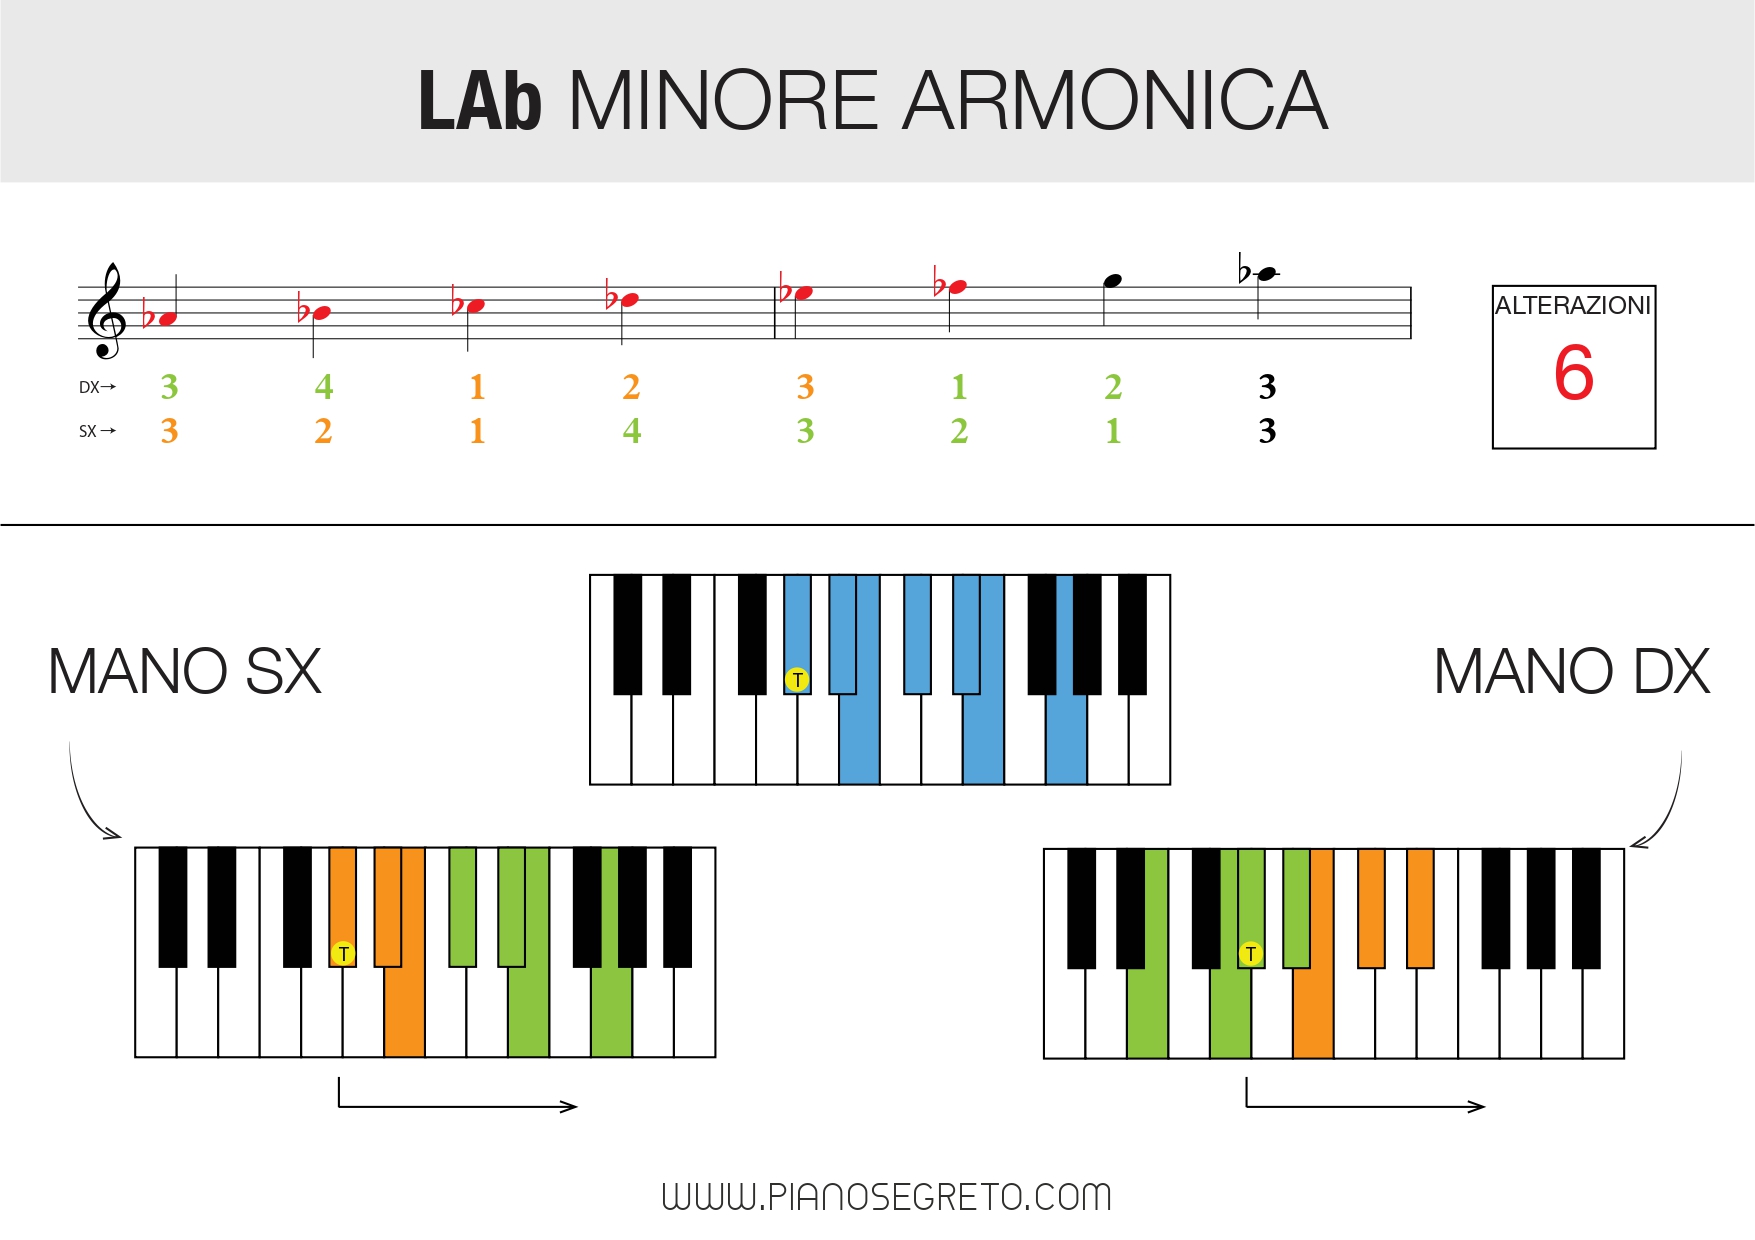 LAb MINORE ARMONICA
ALTERAZIONI
6
DX→ 3 4 1 2 3 1 2 3
SX→ 3 2 1 4 3 2 1 3
T
MANO SX
MANO DX
T
T
WWW.PIANOSEGRETO.COM